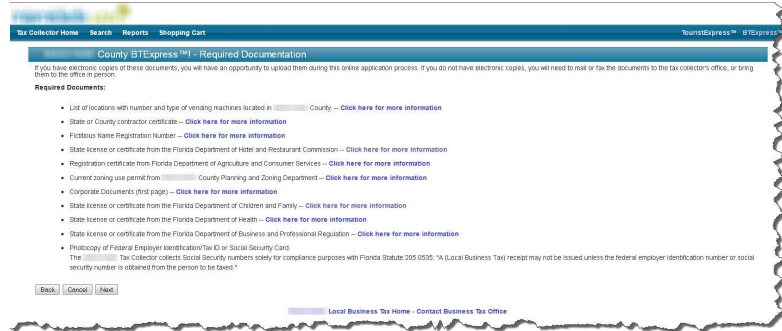 Tax Collector Home Search Reports Shopping Cart TouristExpress™ BTExpress™
County BTExpress™! - Required Documentation
If you have electronic copies of these documents, you will have an opportunity to upload them during this online application process. If you do not have electronic copies, you will need to mail or fax the documents to the tax collector's office, or bring
them to the office in person.
Required Documents:
• List of locations with number and type of vending machines located in County. -- Click here for more information
• State or County contractor certificate -- Click here for more information
• Fictitious Name Registration Number -- Click here for more information
• State license or certificate from the Florida Department of Hotel and Restaurant Commission -- Click here for more information
• Registration certificate from Florida Department of Agriculture and Consumer Services -- Click here for more information
• Current zoning use permit from County Planning and Zoning Department -- Click here for more information
• Corporate Documents (first page) -- Click here for more information
• State license or certificate from the Florida Department of Children and Family -- Click here for more information
• State license or certificate from the Florida Department of Health -- Click here for more information
• State license or certificate from the Florida Department of Business and Professional Regulation -- Click here for more information
• Photocopy of Federal Employer Identification/Tax ID or Social Security Card.
The Tax Collector collects Social Security numbers solely for compliance purposes with Florida Statute 205.0535: "A (Local Business Tax) receipt may not be issued unless the federal employer identification number or social
security number is obtained from the person to be taxed."
Back Cancel Next
Local Business Tax Home - Contact Business Tax Office